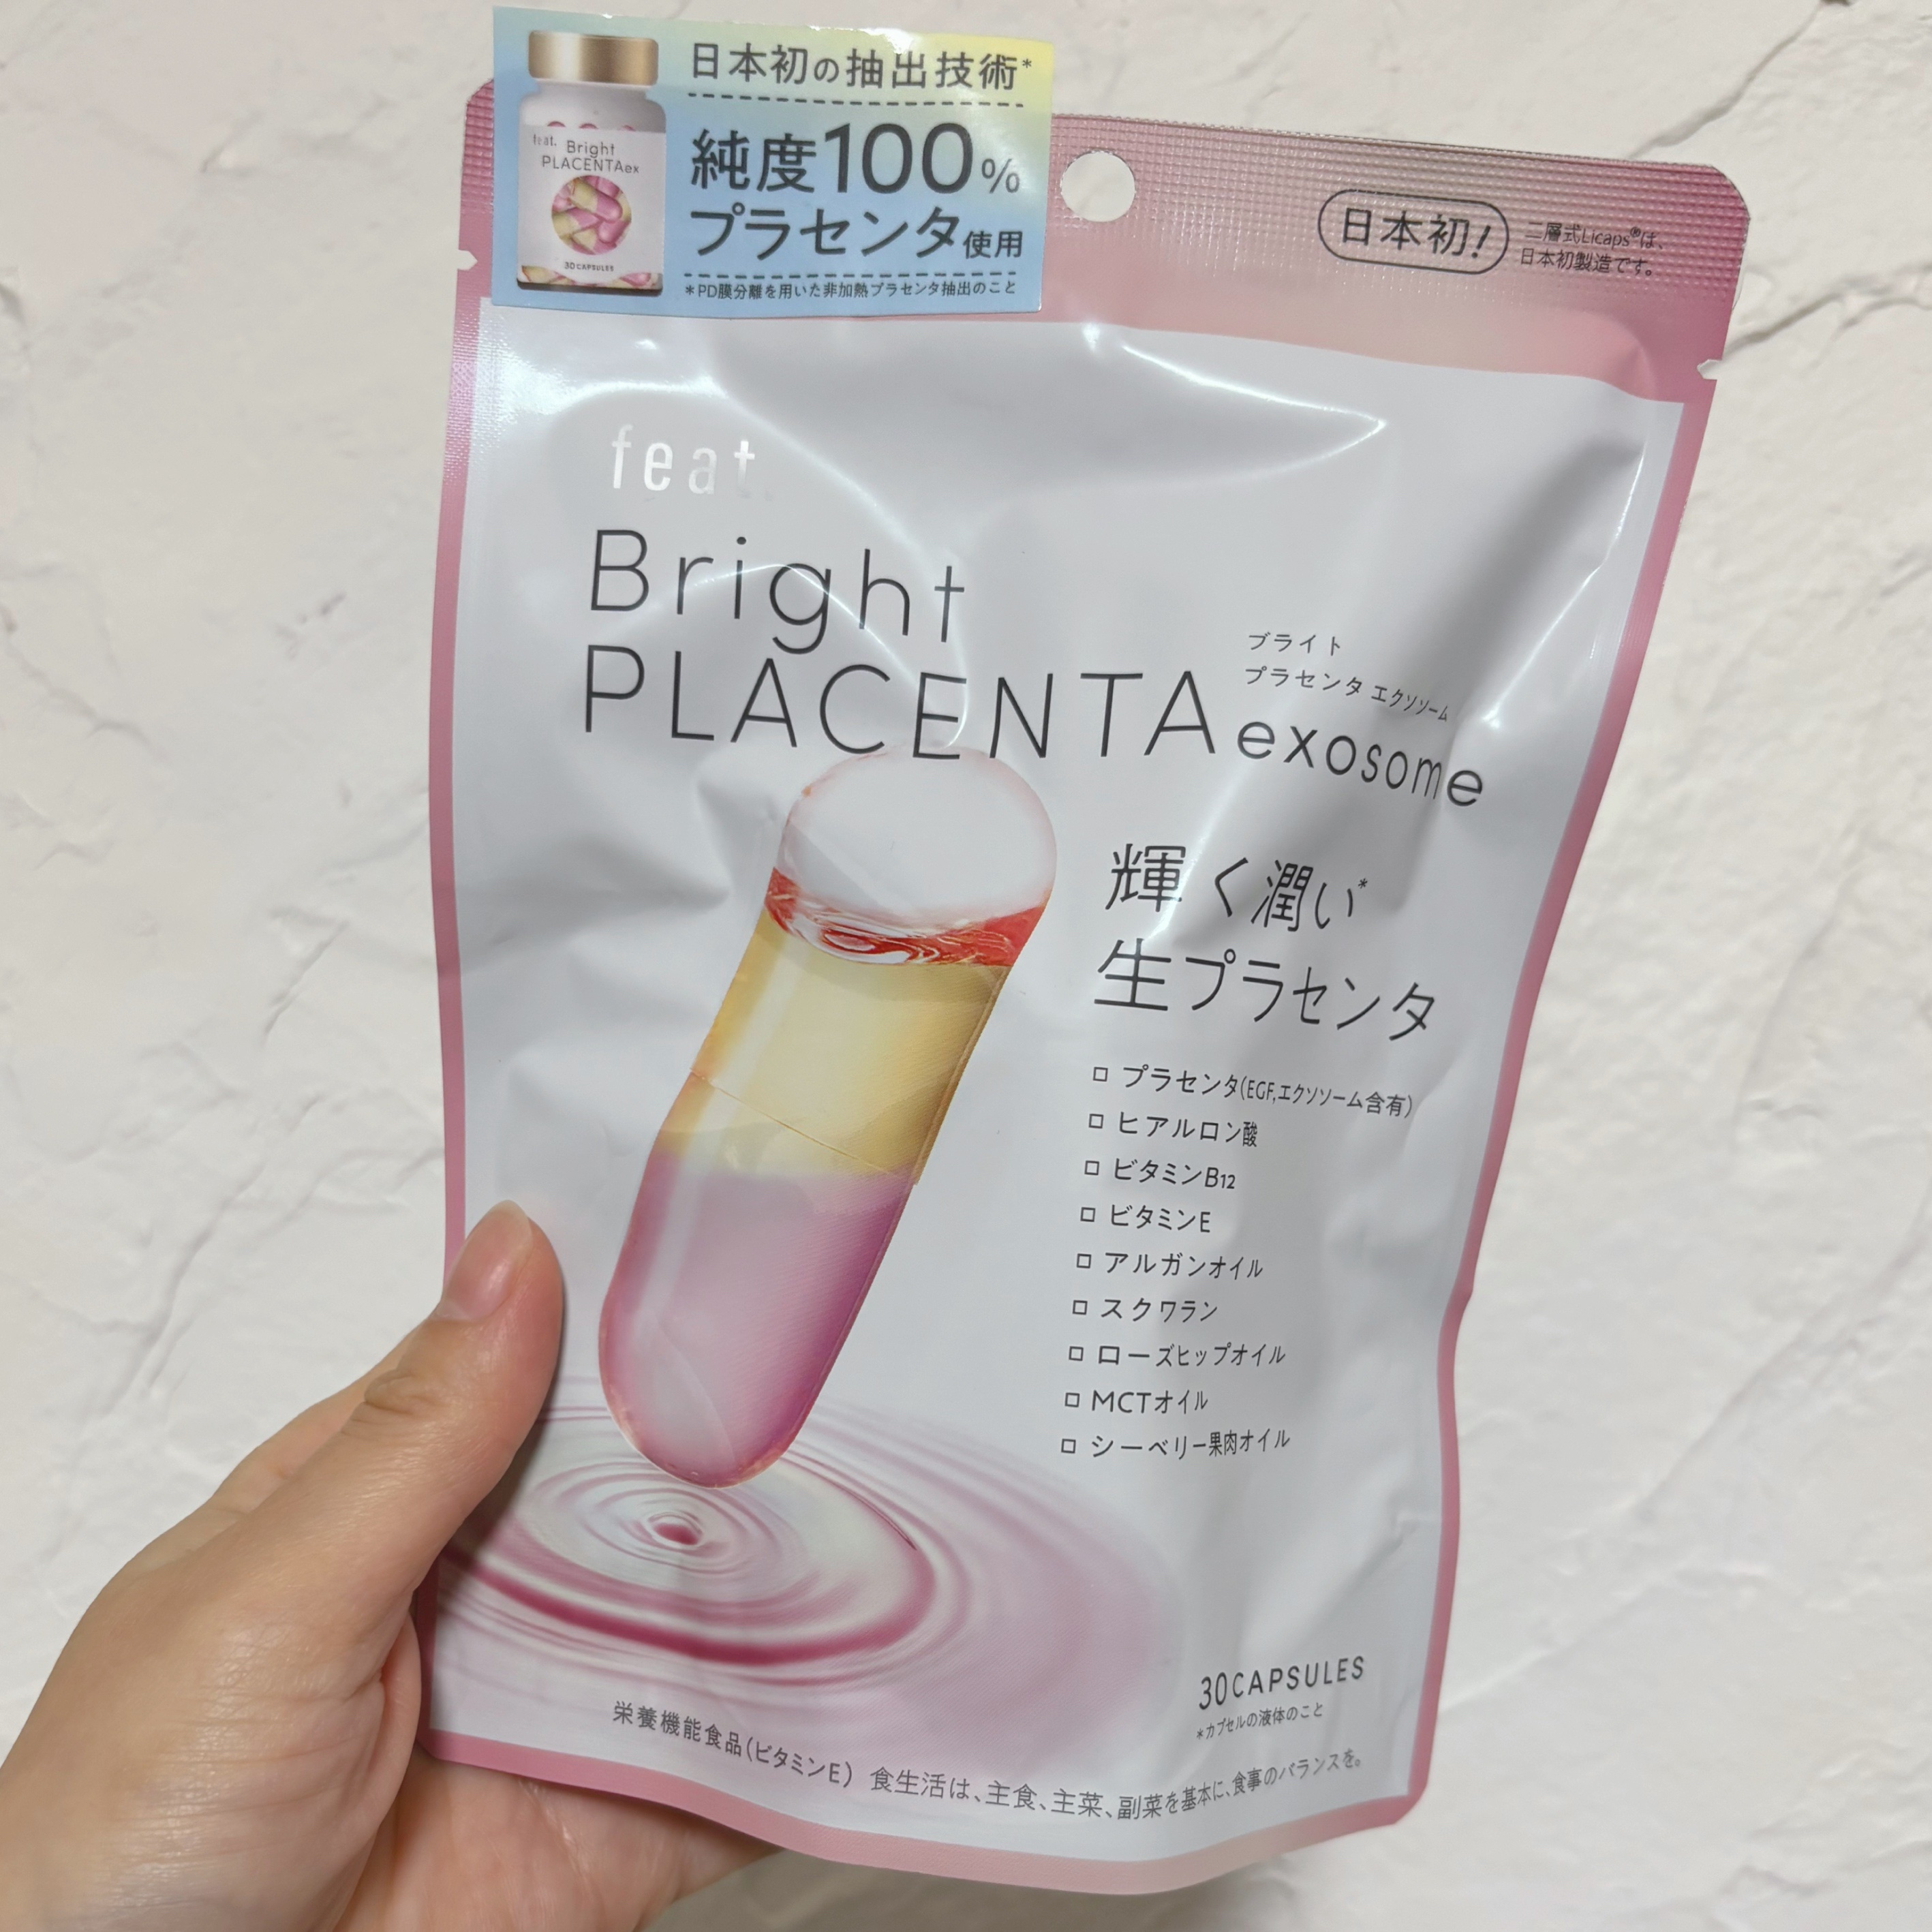 日本初の抽出技術*
純度100%
プラセンタ使用
*PD膜分離を用いた非加熱プラセンタ抽出のこと
feat. Bright
PLACENTAex
30 CAPSULES
日本初!
二層式Licaps®は、
日本初製造です。
feat.
Bright
PLACENTA exosome
ブライト
プラセンタ エクソソーム
輝く潤い*
生プラセンタ
□ プラセンタ(EGF,エクソソーム含有)
□ ヒアルロン酸
□ ビタミンB12
□ ビタミンE
□ アルガンオイル
□ スクワラン
□ ローズヒップオイル
□ MCTオイル
□ シーベリー果肉オイル
30CAPSULES
*カプセルの液体のこと
栄養機能食品(ビタミンE) 食生活は、主食、主菜、副菜を基本に、食事のバランスを。